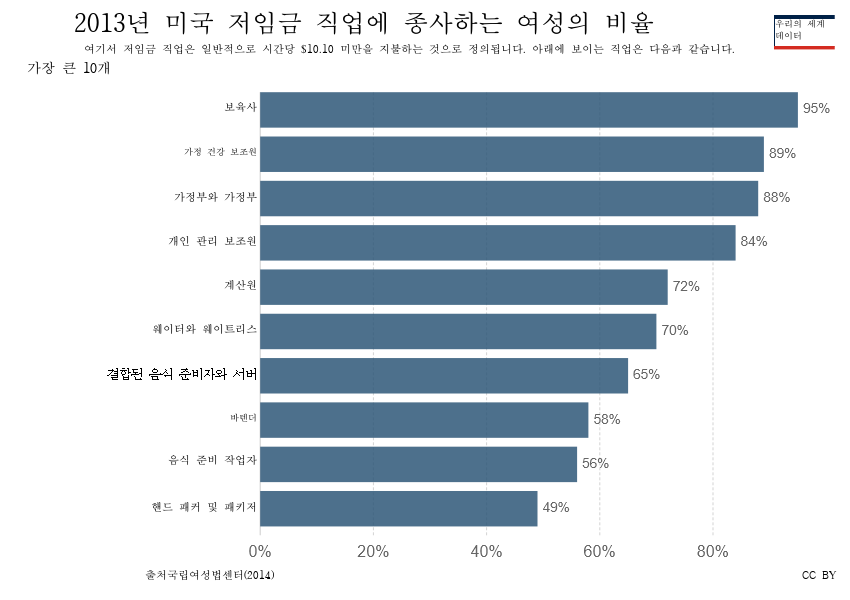 2013년 미국 저임금 직업에 종사하는 여성의 비율
여기서 저임금 직업은 일반적으로 시간당 $10.10 미만을 지불하는 것으로 정의됩니다. 아래에 보이는 직업은 다음과 같습니다.
가장 큰 10개
우리의 세계
데이터
보육사 95%
가정 건강 보조원 89%
가정부와 가정부 88%
개인 관리 보조원 84%
계산원 72%
웨이터와 웨이트리스 70%
결합된 음식 준비자와 서버 65%
바텐더 58%
음식 준비 작업자 56%
핸드 패커 및 패키저 49%
0% 20% 40% 60% 80%
출처국립여성법센터(2014)
CC BY